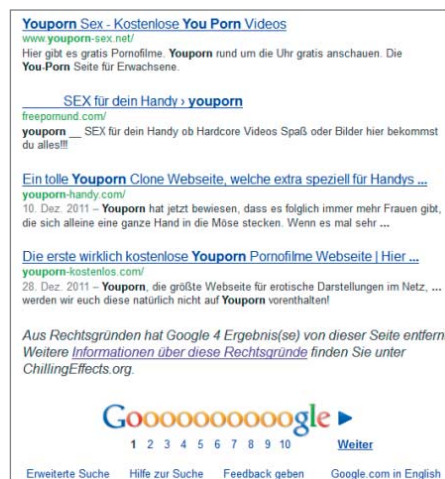 Youporn Sex - Kostenlose You Porn Videos
www.youporn-sex.net/
Hier gibt es gratis Pornofilme. Youporn rund um die Uhr gratis anschauen. Die
You-Porn Seite für Erwachsene.
SEX für dein Handy › youporn
freepornund.com/
youporn __ SEX für dein Handy ob Hardcore Videos Spaß oder Bilder hier bekommst
du alles!!!
Ein tolle Youporn Clone Webseite, welche extra speziell für Handys ...
youporn-handy.com/
10. Dez. 2011 – Youporn hat jetzt bewiesen, dass es folglich immer mehr Frauen gibt,
die sich alleine eine ganze Hand in die Möse stecken. Wenn es mal sehr ...
Die erste wirklich kostenlose Youporn Pornofilme Webseite | Hier ...
youporn-kostenlos.com/
28. Dez. 2011 – Youporn, die größte Webseite für erotische Darstellungen im Netz, ...
werden wir euch diese natürlich nicht auf Youporn vorenthalten!
Aus Rechtsgründen hat Google 4 Ergebnis(se) von dieser Seite entfern
Weitere Informationen über diese Rechtsgründe finden Sie unter
ChillingEffects.org.
Goooooooooogle
1 2 3 4 5 6 7 8 9 10 Weiter
Erweiterte Suche Hilfe zur Suche Feedback geben Google.com in English